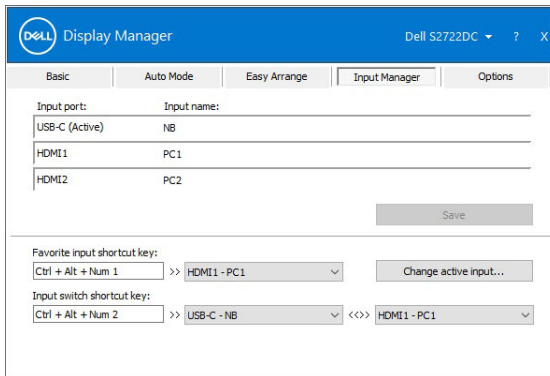 DELL Display Manager Dell S2722DC ? X
Basic Auto Mode Easy Arrange Input Manager Options
Input port: Input name:
USB-C (Active) NB
HDMI1 PC1
HDMI2 PC2
Save
Favorite input shortcut key:
Ctrl + Alt + Num 1 >> HDMI1 - PC1 Change active input...
Input switch shortcut key:
Ctrl + Alt + Num 2 >> USB-C - NB <<>> HDMI1 - PC1